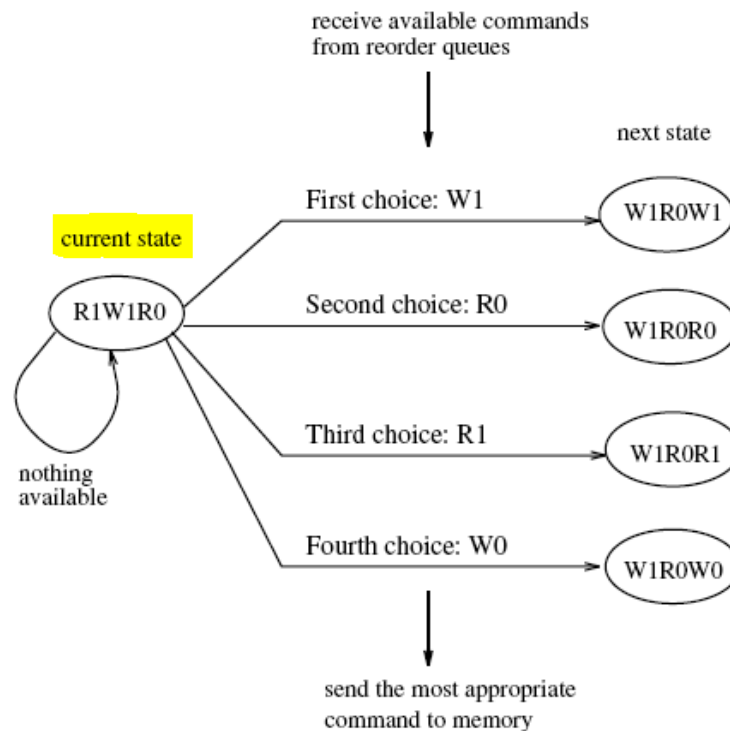 receive available commands
from reorder queues
next state
First choice: W1
W1R0W1
current state
R1W1R0
Second choice: R0
W1R0R0
Third choice: R1
W1R0R1
nothing
available
Fourth choice: W0
W1R0W0
send the most appropriate
command to memory